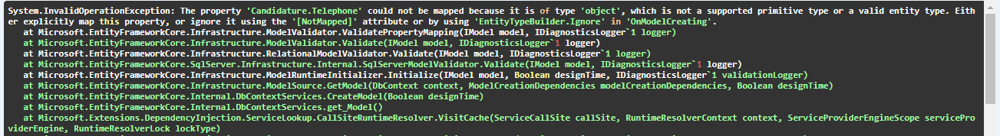 System.InvalidOperationException: The property 'Candidature.Telephone' could not be mapped because it is of type 'object', which is not a supported primitive type or a valid entity type. Eith
er explicitly map this property, or ignore it using the '[NotMapped]' attribute or by using 'EntityTypeBuilder.Ignore' in 'OnModelCreating'.
at Microsoft.EntityFrameworkCore.Infrastructure.ModelValidator.ValidatePropertyMapping(IModel model, IDiagnosticsLogger`1 logger)
at Microsoft.EntityFrameworkCore.Infrastructure.ModelValidator.Validate(IModel model, IDiagnosticsLogger`1 logger)
at Microsoft.EntityFrameworkCore.Infrastructure.RelationalModelValidator.Validate(IModel model, IDiagnosticsLogger`1 logger)
at Microsoft.EntityFrameworkCore.SqlServer.Infrastructure.Internal.SqlServerModelValidator.Validate(IModel model, IDiagnosticsLogger`1 logger)
at Microsoft.EntityFrameworkCore.Infrastructure.ModelRuntimeInitializer.Initialize(IModel model, Boolean designTime, IDiagnosticsLogger`1 validationLogger)
at Microsoft.EntityFrameworkCore.Infrastructure.ModelSource.GetModel(DbContext context, ModelCreationDependencies modelCreationDependencies, Boolean designTime)
at Microsoft.EntityFrameworkCore.Internal.DbContextServices.CreateModel(Boolean designTime)
at Microsoft.EntityFrameworkCore.Internal.DbContextServices.get_Model()
at Microsoft.Extensions.DependencyInjection.ServiceLookup.CallSiteRuntimeResolver.VisitCache(ServiceCallSite callSite, RuntimeResolverContext context, ServiceProviderEngineScope servicePro
viderEngine, RuntimeResolverLock lockType)